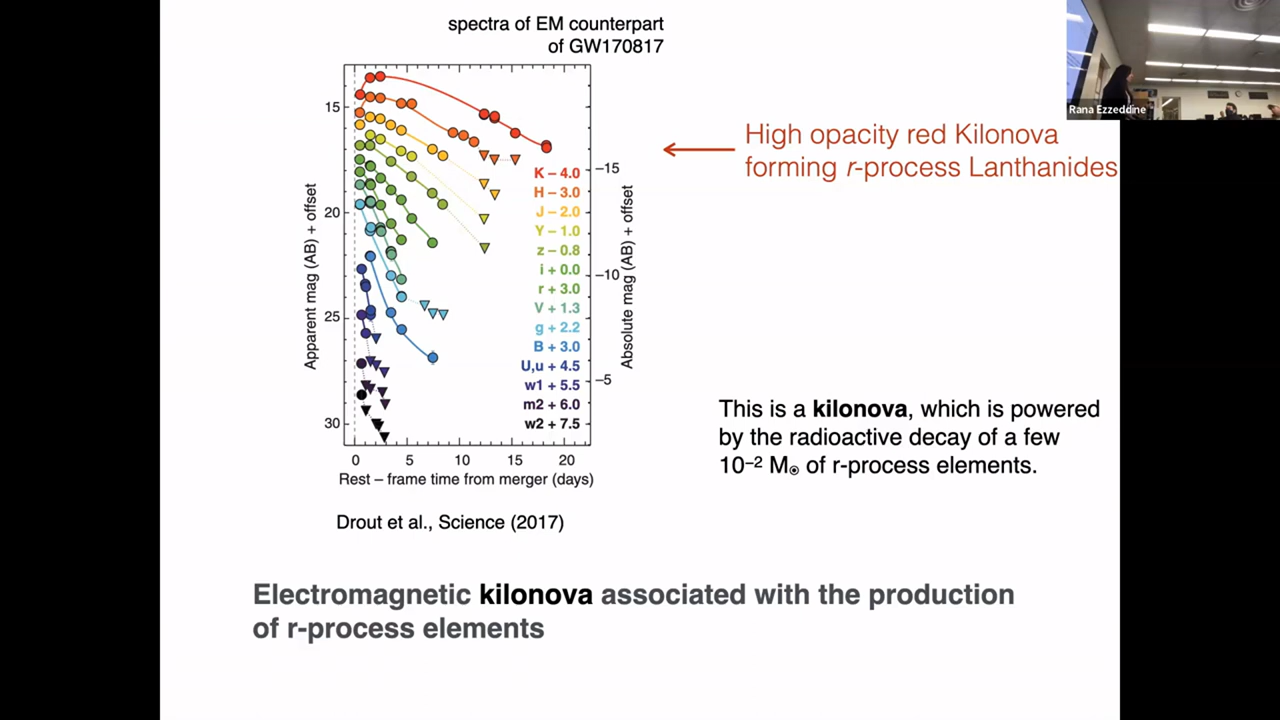 spectra of EM counterpart
of GW170817
Rana Ezzeddine
High opacity red Kilonova
forming r-process Lanthanides
15
20
25
30
Apparent mag (AB) + offset
–15
–10
–5
Absolute mag (AB) + offset
K – 4.0
H – 3.0
J – 2.0
Y – 1.0
z – 0.8
i + 0.0
r + 3.0
V + 1.3
g + 2.2
B + 3.0
U,u + 4.5
w1 + 5.5
m2 + 6.0
w2 + 7.5
0 5 10 15 20
Rest – frame time from merger (days)
Drout et al., Science (2017)
This is a kilonova, which is powered
by the radioactive decay of a few
10⁻² M☉ of r-process elements.
Electromagnetic kilonova associated with the production
of r-process elements